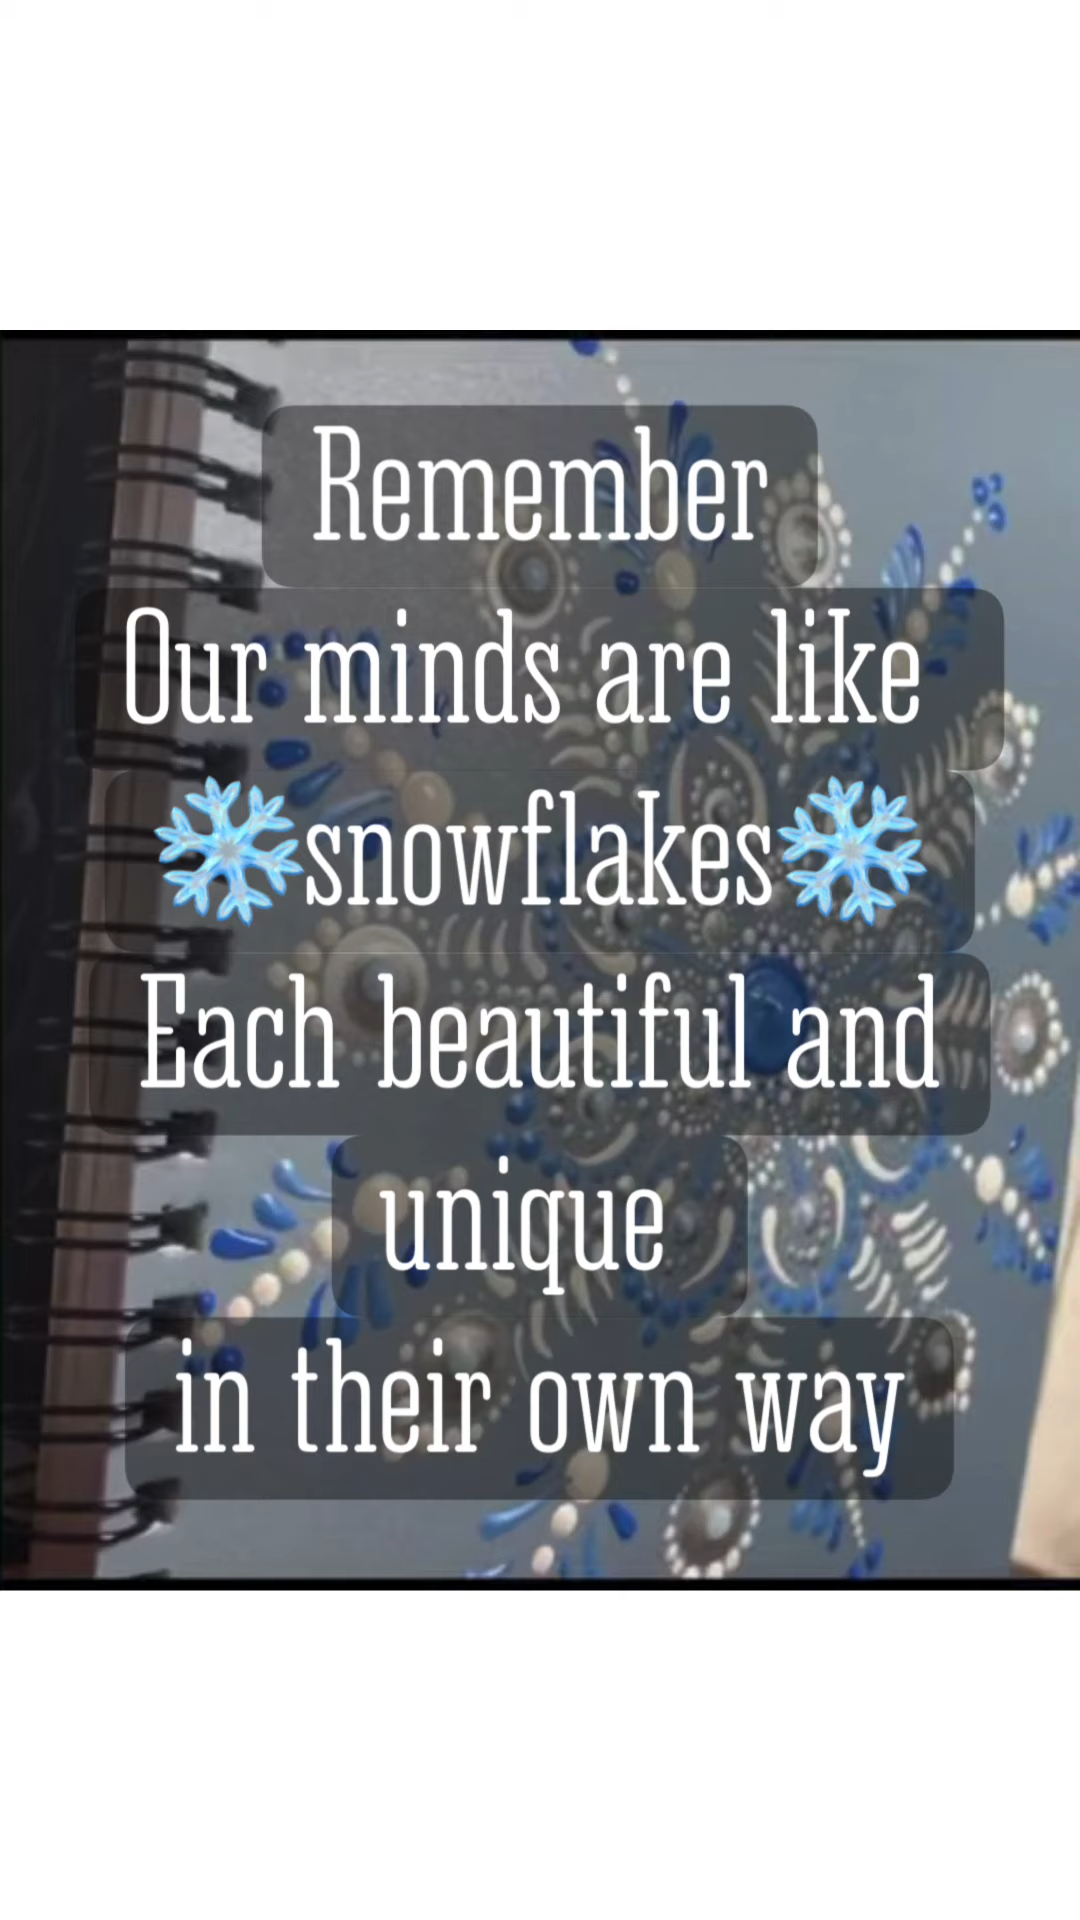 Remember
Our minds are like
❄️snowflakes❄️
Each beautiful and
unique
in their own way